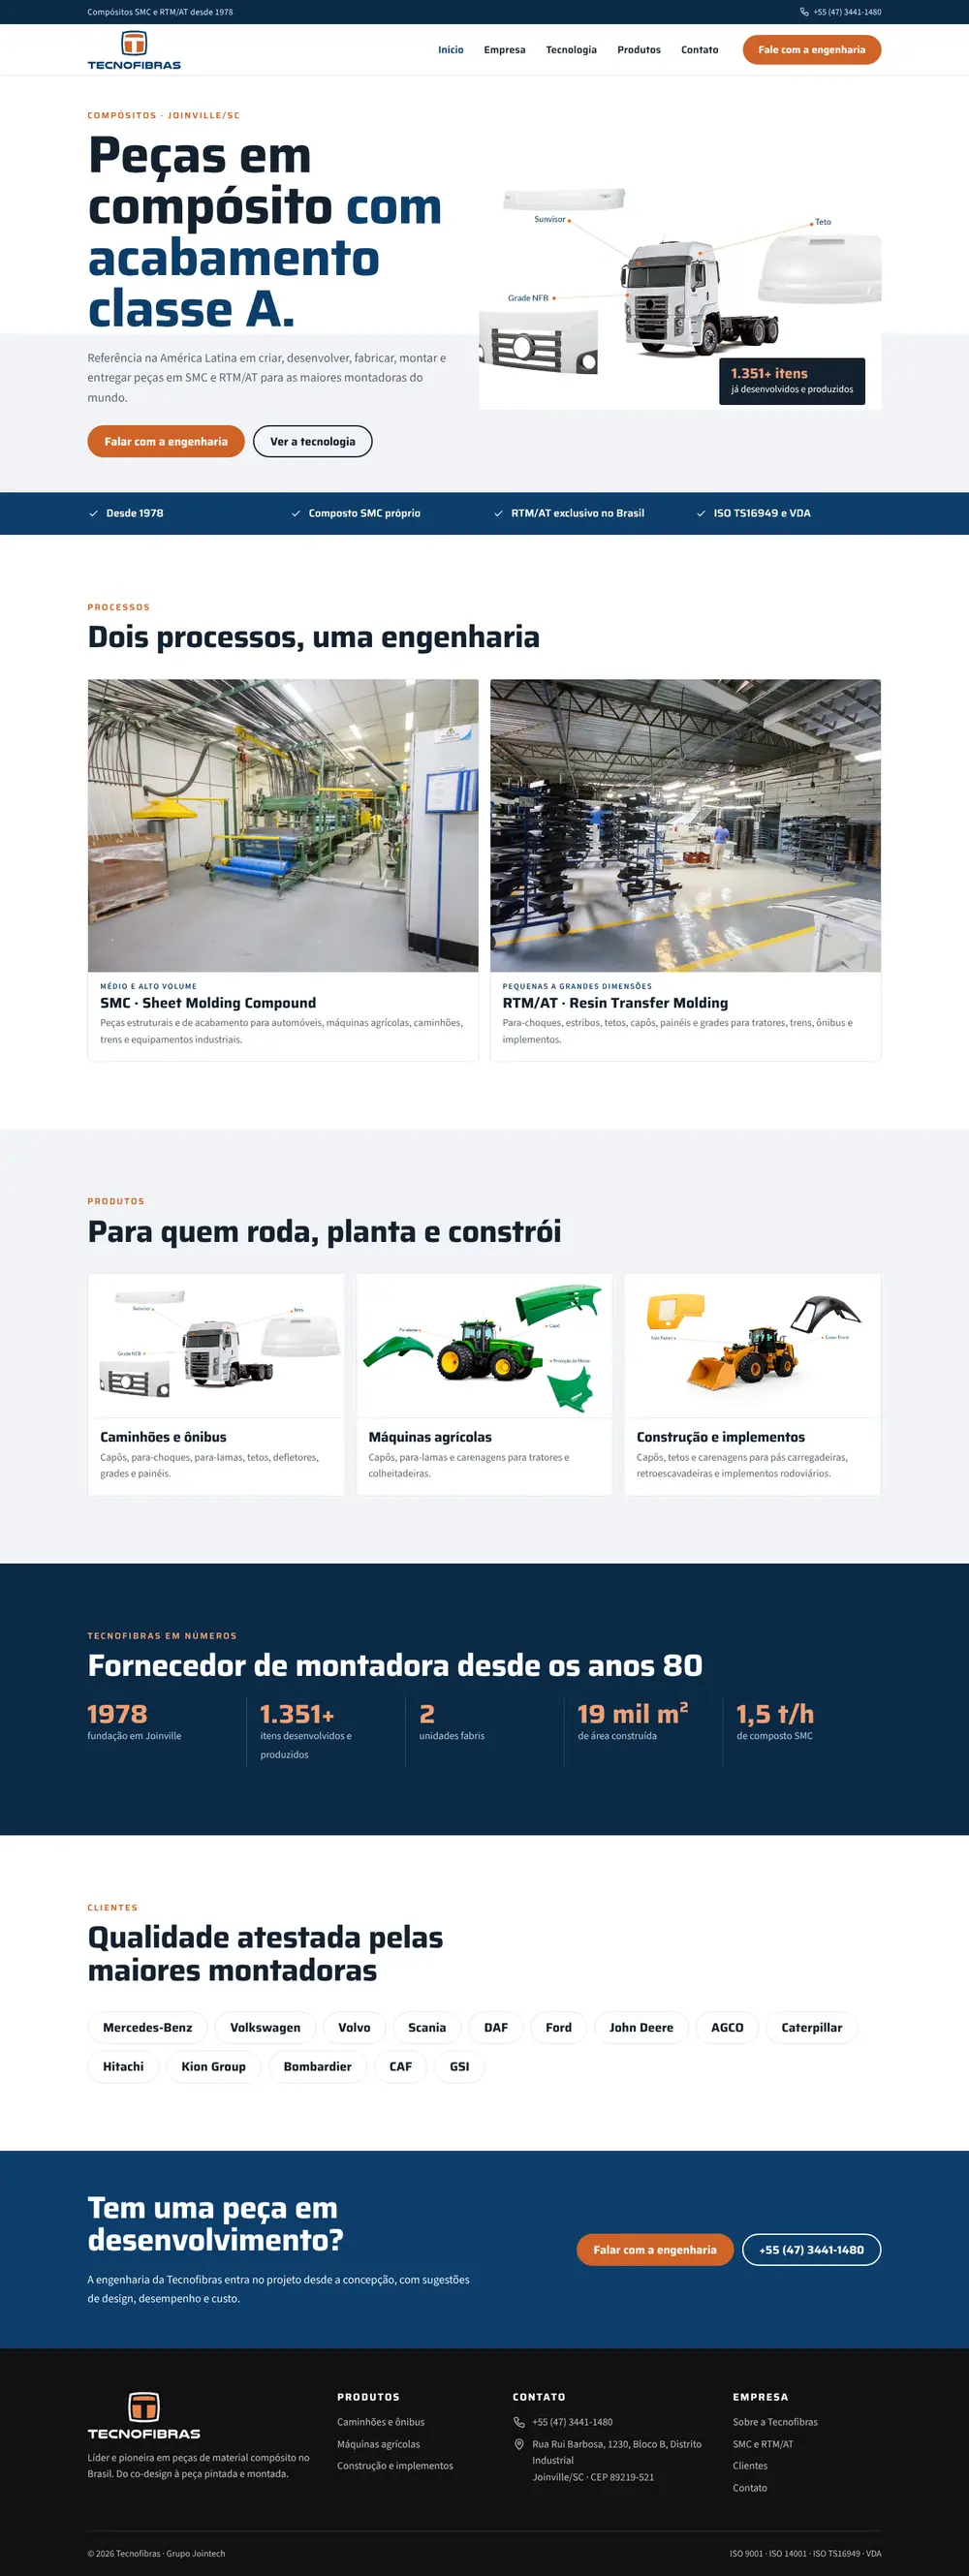 Compósitos SMC e RTM/AT desde 1978
+55 (47) 3441-1480
TECNOFIBRAS
Início
Empresa
Tecnologia
Produtos
Contato
Fale com a engenharia
COMPÓSITOS · JOINVILLE/SC
Peças em
compósito com
acabamento
classe A.
Referência na América Latina em criar, desenvolver, fabricar, montar e
entregar peças em SMC e RTM/AT para as maiores montadoras do
mundo.
Falar com a engenharia
Ver a tecnologia
Sunvisor
Teto
Grade NFB
1.351+ itens
já desenvolvidos e produzidos
Desde 1978
Composto SMC próprio
RTM/AT exclusivo no Brasil
ISO TS16949 e VDA
PROCESSOS
Dois processos, uma engenharia
MÉDIO E ALTO VOLUME
SMC · Sheet Molding Compound
Peças estruturais e de acabamento para automóveis, máquinas agrícolas, caminhões,
trens e equipamentos industriais.
PEQUENAS A GRANDES DIMENSÕES
RTM/AT · Resin Transfer Molding
Para-choques, estribos, tetos, capôs, painéis e grades para tratores, trens, ônibus e
implementos.
PRODUTOS
Para quem roda, planta e constrói
Sunvisor
Grade NFB
Caminhões e ônibus
Capôs, para-choques, para-lamas, tetos, defletores,
grades e painéis.
Capô
Máquinas agrícolas
Capôs, para-lamas e carenagens para tratores e
colheitadeiras.
Construção e implementos
Capôs, tetos e carenagens para pás carregadeiras,
retroescavadeiras e implementos rodoviários.
TECNOFIBRAS EM NÚMEROS
Fornecedor de montadora desde os anos 80
1978
fundação em Joinville
1.351+
itens desenvolvidos e
produzidos
2
unidades fabris
19 mil m²
de área construída
1,5 t/h
de composto SMC
CLIENTES
Qualidade atestada pelas
maiores montadoras
Mercedes-Benz
Volkswagen
Volvo
Scania
DAF
Ford
John Deere
AGCO
Caterpillar
Hitachi
Kion Group
Bombardier
CAF
GSI
Tem uma peça em
desenvolvimento?
A engenharia da Tecnofibras entra no projeto desde a concepção, com sugestões
de design, desempenho e custo.
Falar com a engenharia
+55 (47) 3441-1480
TECNOFIBRAS
Líder e pioneira em peças de material compósito no
Brasil. Do co-design à peça pintada e montada.
PRODUTOS
Caminhões e ônibus
Máquinas agrícolas
Construção e implementos
CONTATO
+55 (47) 3441-1480
Rua Rui Barbosa, 1230, Bloco B, Distrito
Industrial
Joinville/SC · CEP 89219-521
EMPRESA
Sobre a Tecnofibras
SMC e RTM/AT
Clientes
Contato
© 2026 Tecnofibras · Grupo Jointech
ISO 9001 · ISO 14001 · ISO TS16949 · VDA